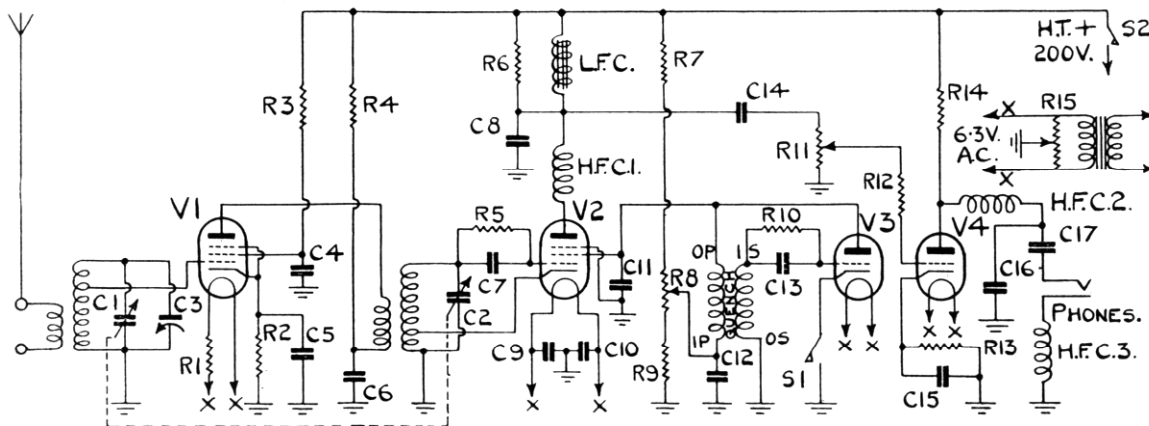 H.T.+ S2
200V.
R3
R4
R6
L.F.C.
R7
C14
R14
X R15
C8
R11
6·3V.
A.C.
X
H.F.C.1.
R12
V1
R5
V2
R10
V3
V4
H.F.C.2.
C4
OP IS
C17
C1
C3
C7
C11
R8
QUENCH
C13
C16
C2
R1
R2
C5
IP OS
PHONES.
C9
C10
C12
S1
X X
X X
R13
C6
R9
H.F.C.3.
X X
X X
C15